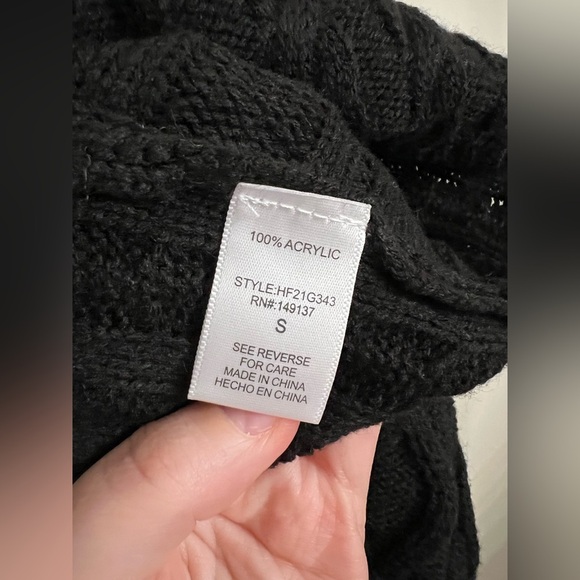 100% ACRYLIC
STYLE:HF21G343
RN#:149137
S
SEE REVERSE
FOR CARE
MADE IN CHINA
HECHO EN CHINA